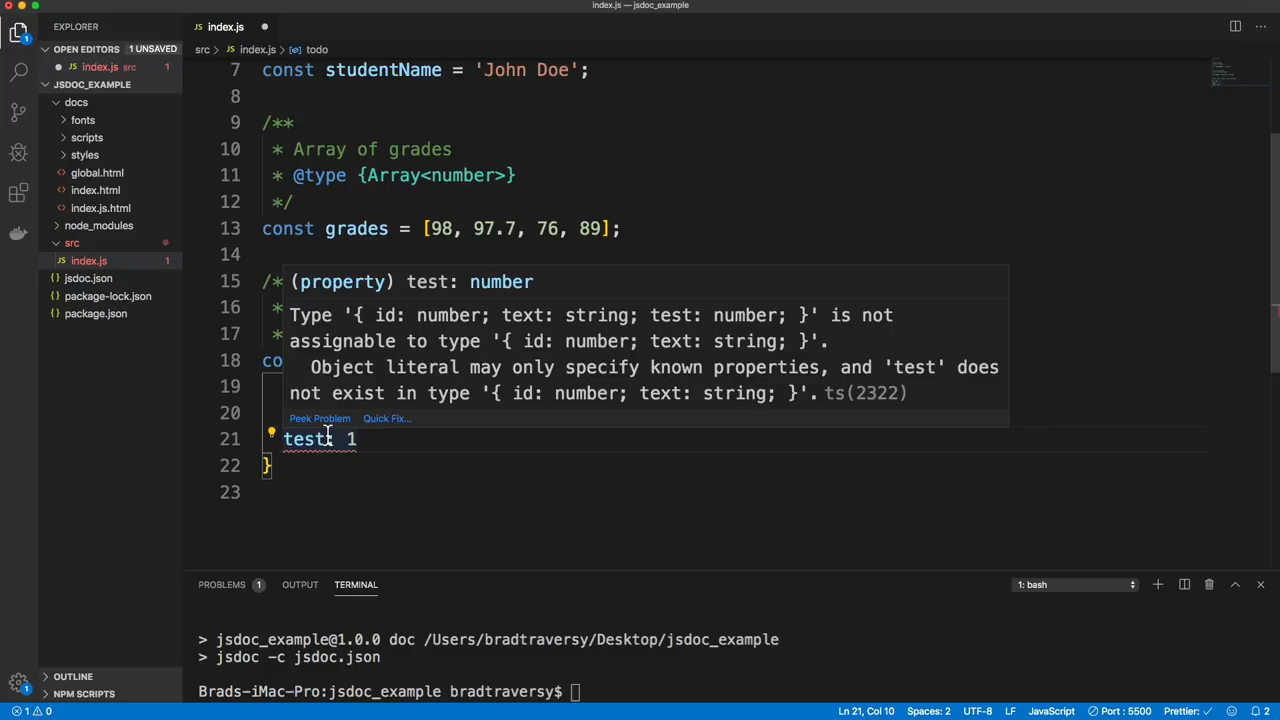 index.js — jsdoc_example
EXPLORER
index.js
OPEN EDITORS 1 UNSAVED
index.js src 1
src > index.js > todo
JSDOC_EXAMPLE
docs
fonts
scripts
styles
global.html
index.html
index.js.html
node_modules
src
index.js 1
jsdoc.json
package-lock.json
package.json
7 const studentName = 'John Doe';
8
9 /**
10 * Array of grades
11 * @type {Array<number>}
12 */
13 const grades = [98, 97.7, 76, 89];
14
15 /*
16 *
17 *
18 co
19
20
21 test: 1
22 }
23
(property) test: number
Type '{ id: number; text: string; test: number; }' is not
assignable to type '{ id: number; text: string; }'.
Object literal may only specify known properties, and 'test' does
not exist in type '{ id: number; text: string; }'. ts(2322)
Peek Problem Quick Fix...
PROBLEMS 1 OUTPUT TERMINAL 1: bash
> jsdoc_example@1.0.0 doc /Users/bradtraversy/Desktop/jsdoc_example
> jsdoc -c jsdoc.json
Brads-iMac-Pro:jsdoc_example bradtraversy$
OUTLINE
NPM SCRIPTS
1
1
1 0 Ln 21, Col 10 Spaces: 2 UTF-8 LF JavaScript Port : 5500 Prettier: ✓ 2